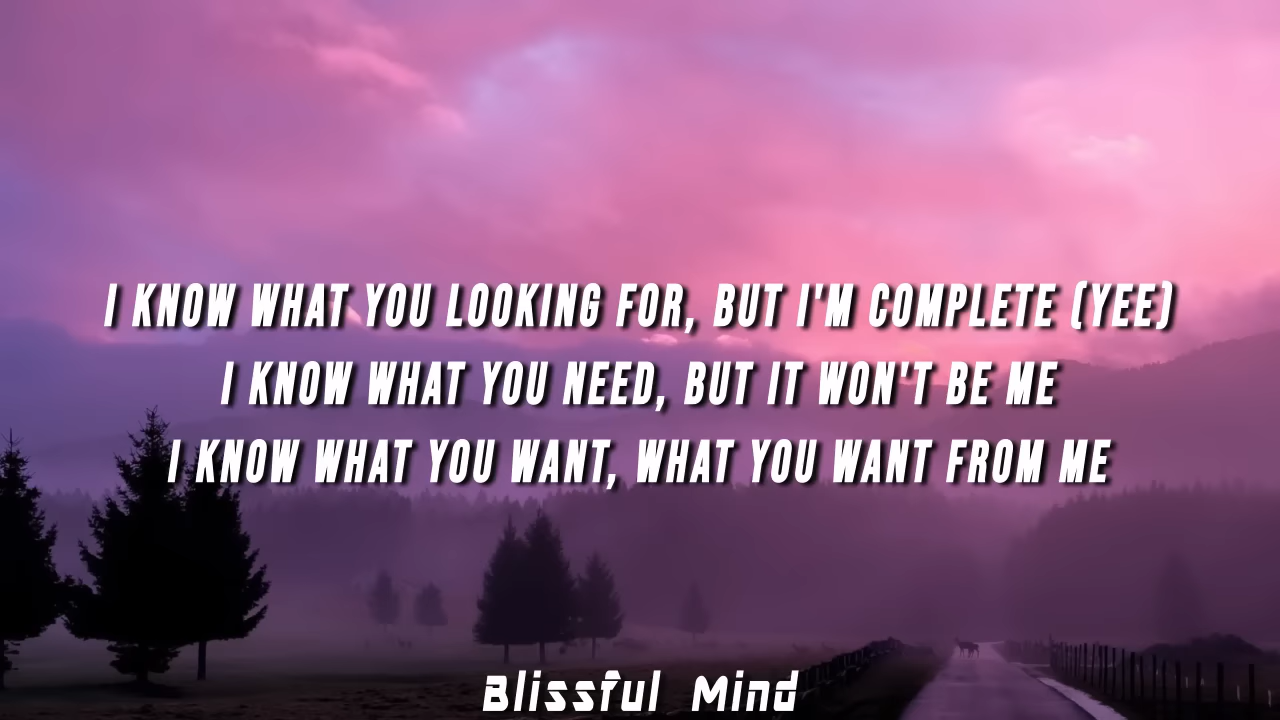 I KNOW WHAT YOU LOOKING FOR, BUT I'M COMPLETE (YEE)
I KNOW WHAT YOU NEED, BUT IT WON'T BE ME
I KNOW WHAT YOU WANT, WHAT YOU WANT FROM ME
Blissful Mind